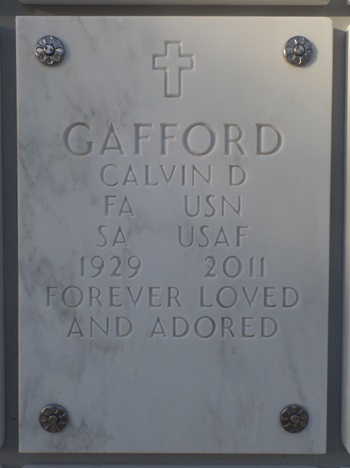 GAFFORD
CALVIN D
FA USN
SA USAF
1929 2011
FOREVER LOVED
AND ADORED